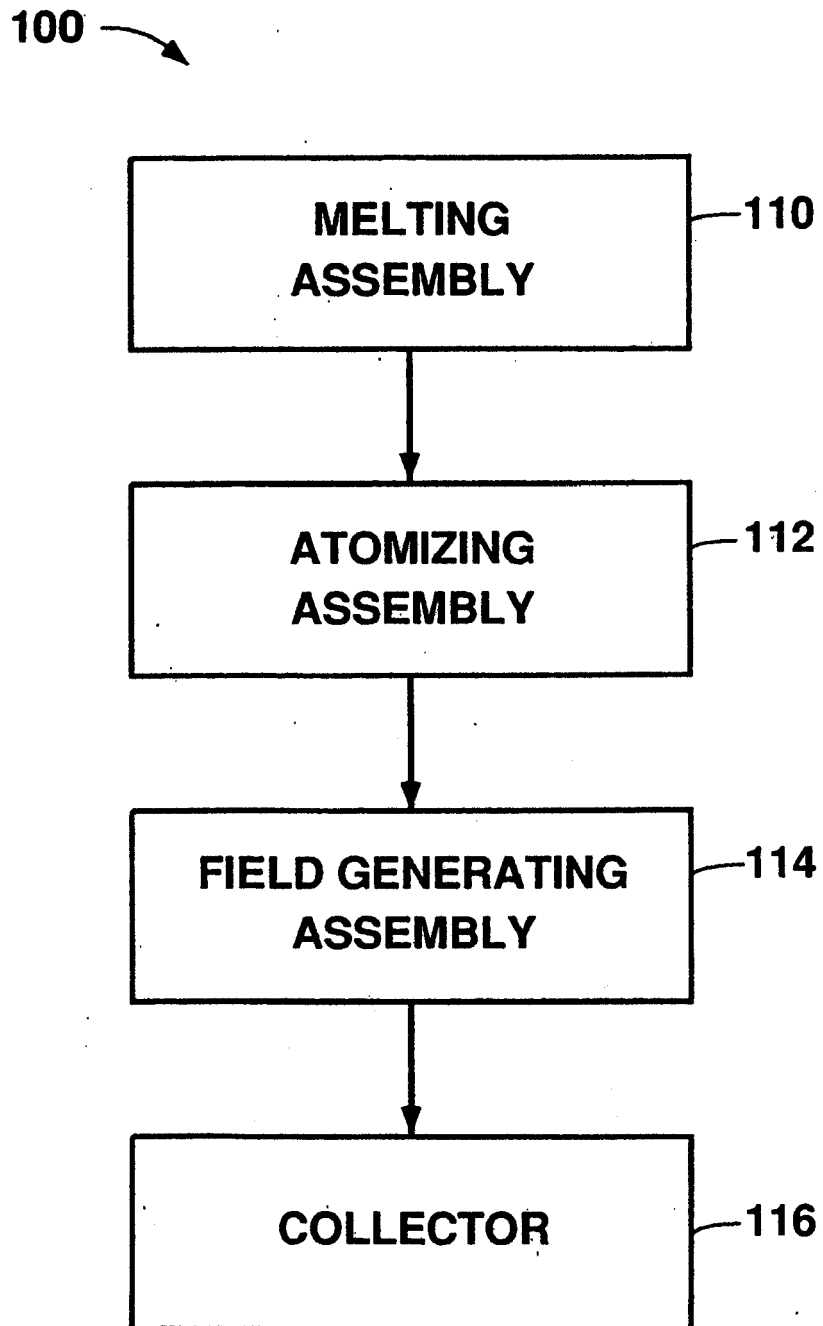 100
MELTING
ASSEMBLY
110
ATOMIZING
ASSEMBLY
112
FIELD GENERATING
ASSEMBLY
114
COLLECTOR
116